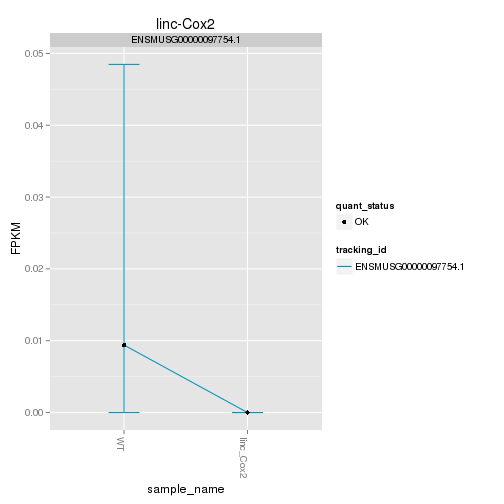 linc-Cox2
ENSMUSG00000097754.1
0.05
0.04
0.03
0.02
0.01
0.00
FPKM
WT
linc_Cox2
sample_name
quant_status
OK
tracking_id
ENSMUSG00000097754.1